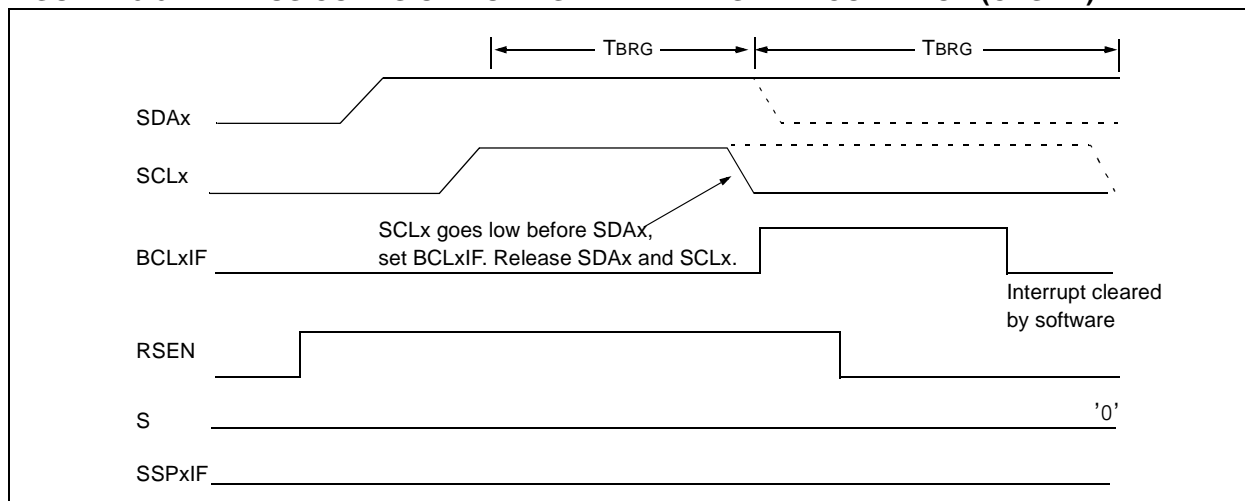 TBRG TBRG
SDAx
SCLx
SCLx goes low before SDAx,
set BCLxIF. Release SDAx and SCLx.
BCLxIF
Interrupt cleared
by software
RSEN
S
'0'
SSPxIF